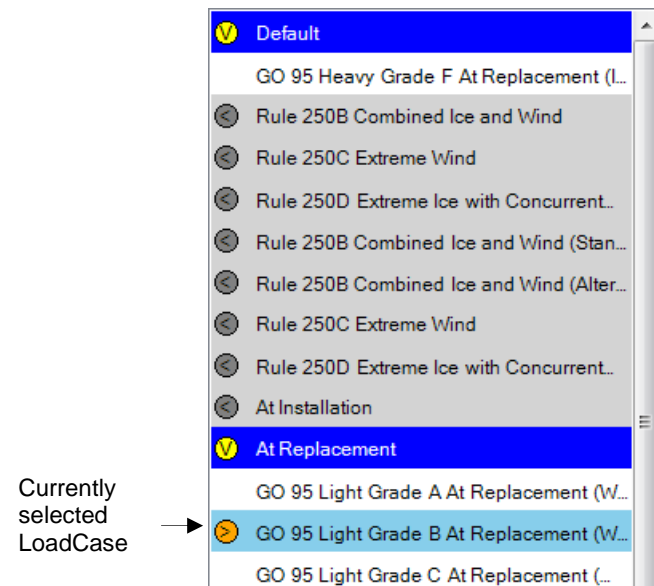 Default
GO 95 Heavy Grade F At Replacement (I...
Rule 250B Combined Ice and Wind
Rule 250C Extreme Wind
Rule 250D Extreme Ice with Concurrent...
Rule 250B Combined Ice and Wind (Stan...
Rule 250B Combined Ice and Wind (Alter...
Rule 250C Extreme Wind
Rule 250D Extreme Ice with Concurrent...
At Installation
At Replacement
GO 95 Light Grade A At Replacement (W...
GO 95 Light Grade B At Replacement (W...
GO 95 Light Grade C At Replacement (...
Currently
selected
LoadCase